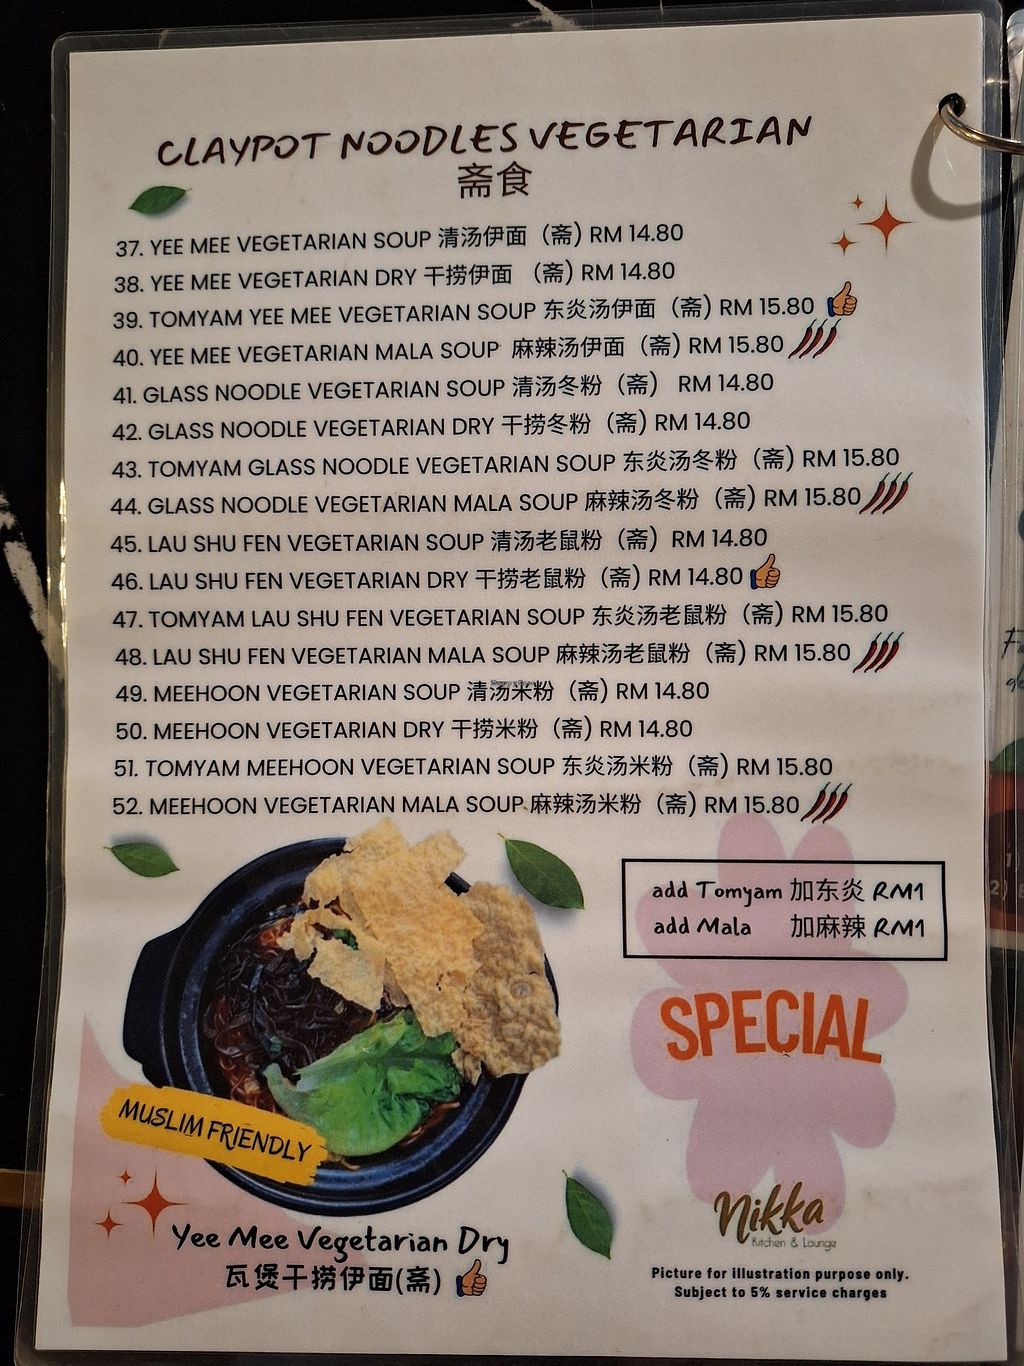 CLAYPOT NOODLES VEGETARIAN
斋食
37. YEE MEE VEGETARIAN SOUP 清汤伊面（斋）RM 14.80
38. YEE MEE VEGETARIAN DRY 干捞伊面 （斋）RM 14.80
39. TOMYAM YEE MEE VEGETARIAN SOUP 东炎汤伊面（斋）RM 15.80
40. YEE MEE VEGETARIAN MALA SOUP 麻辣汤伊面（斋）RM 15.80
41. GLASS NOODLE VEGETARIAN SOUP 清汤冬粉（斋） RM 14.80
42. GLASS NOODLE VEGETARIAN DRY 干捞冬粉（斋）RM 14.80
43. TOMYAM GLASS NOODLE VEGETARIAN SOUP 东炎汤冬粉（斋）RM 15.80
44. GLASS NOODLE VEGETARIAN MALA SOUP 麻辣汤冬粉（斋）RM 15.80
45. LAU SHU FEN VEGETARIAN SOUP 清汤老鼠粉（斋）RM 14.80
46. LAU SHU FEN VEGETARIAN DRY 干捞老鼠粉（斋）RM 14.80
47. TOMYAM LAU SHU FEN VEGETARIAN SOUP 东炎汤老鼠粉（斋）RM 15.80
48. LAU SHU FEN VEGETARIAN MALA SOUP 麻辣汤老鼠粉（斋）RM 15.80
49. MEEHOON VEGETARIAN SOUP 清汤米粉（斋）RM 14.80
50. MEEHOON VEGETARIAN DRY 干捞米粉（斋）RM 14.80
51. TOMYAM MEEHOON VEGETARIAN SOUP 东炎汤米粉（斋）RM 15.80
52. MEEHOON VEGETARIAN MALA SOUP 麻辣汤米粉（斋）RM 15.80
add Tomyam 加东炎 RM1
add Mala 加麻辣 RM1
SPECIAL
MUSLIM FRIENDLY
Yee Mee Vegetarian Dry
瓦煲干捞伊面(斋)
Nikka
Kitchen & Lounge
Picture for illustration purpose only.
Subject to 5% service charges